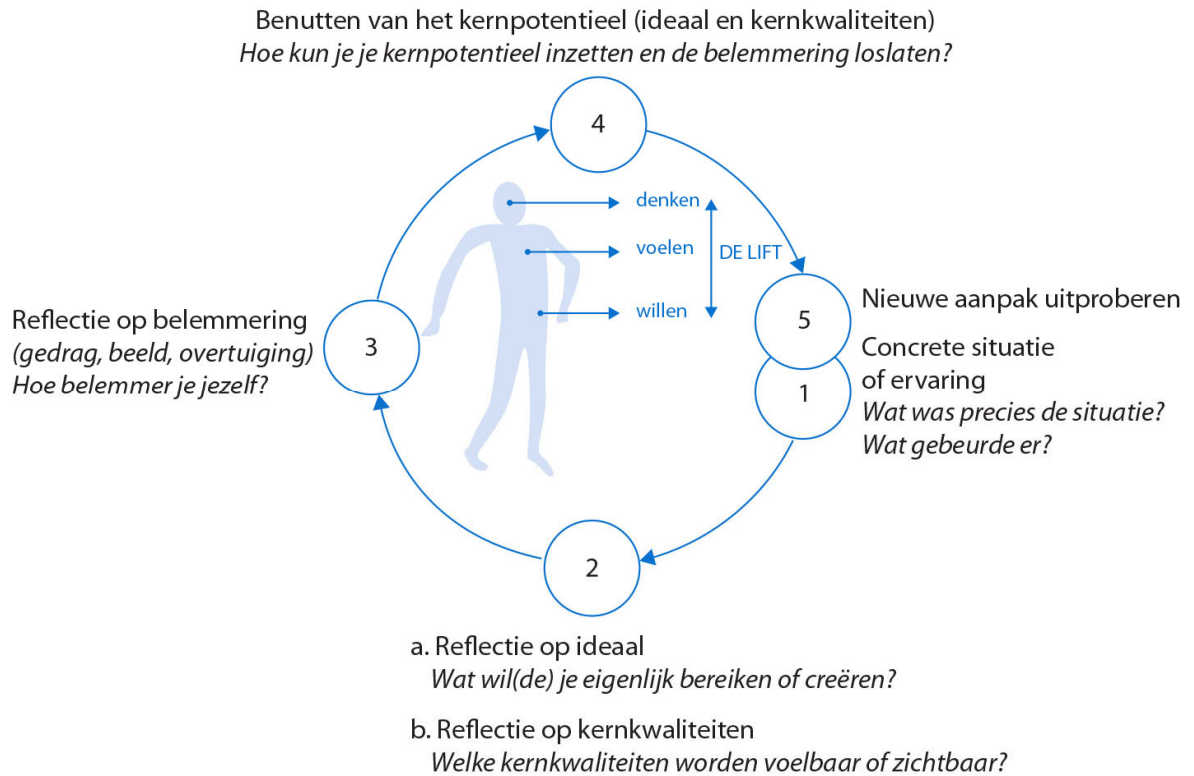 Benutten van het kernpotentieel (ideaal en kernkwaliteiten)
Hoe kun je je kernpotentieel inzetten en de belemmering loslaten?
4
denken
voelen
DE LIFT
willen
5
Nieuwe aanpak uitproberen
1
Concrete situatie
of ervaring
Wat was precies de situatie?
Wat gebeurde er?
Reflectie op belemmering
(gedrag, beeld, overtuiging)
Hoe belemmer je jezelf?
3
2
a. Reflectie op ideaal
Wat wil(de) je eigenlijk bereiken of creëren?
b. Reflectie op kernkwaliteiten
Welke kernkwaliteiten worden voelbaar of zichtbaar?